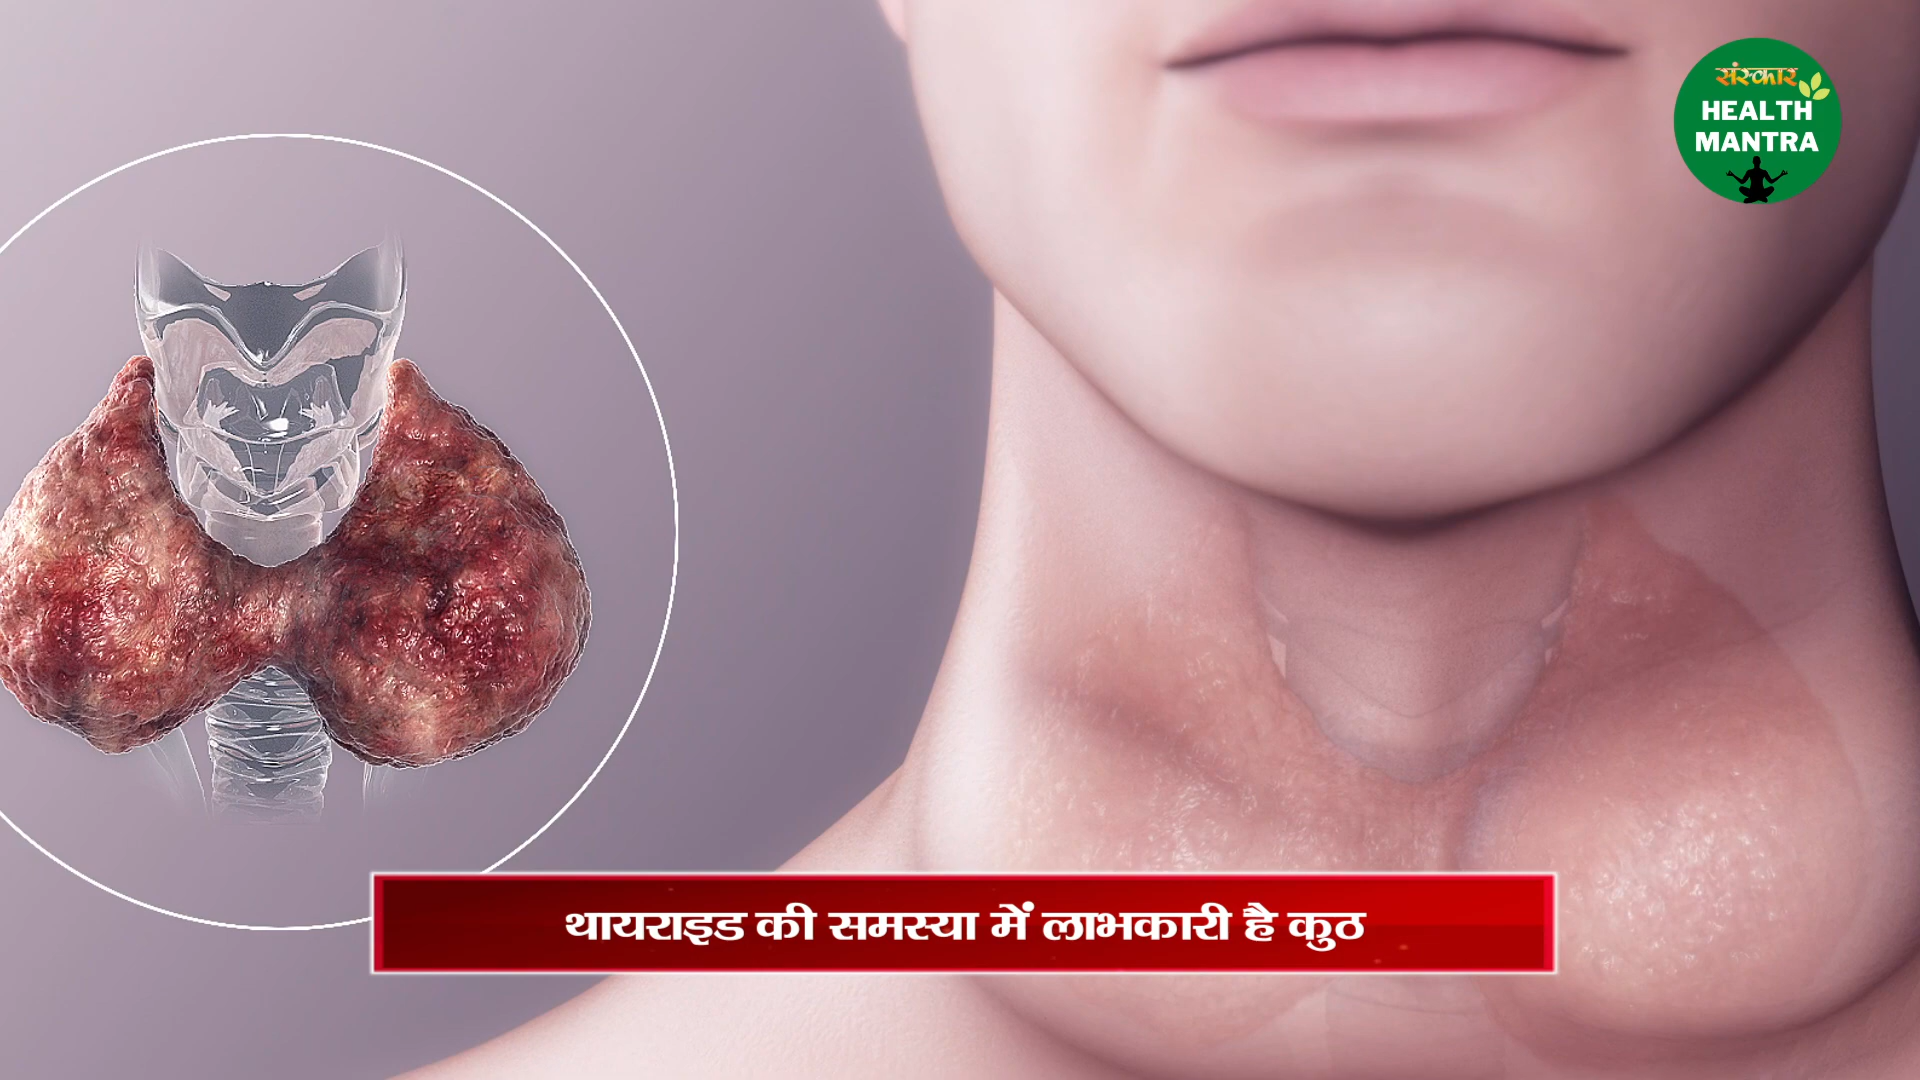 संस्कार
HEALTH
MANTRA
थायराइड की समस्या में लाभकारी है कुठ